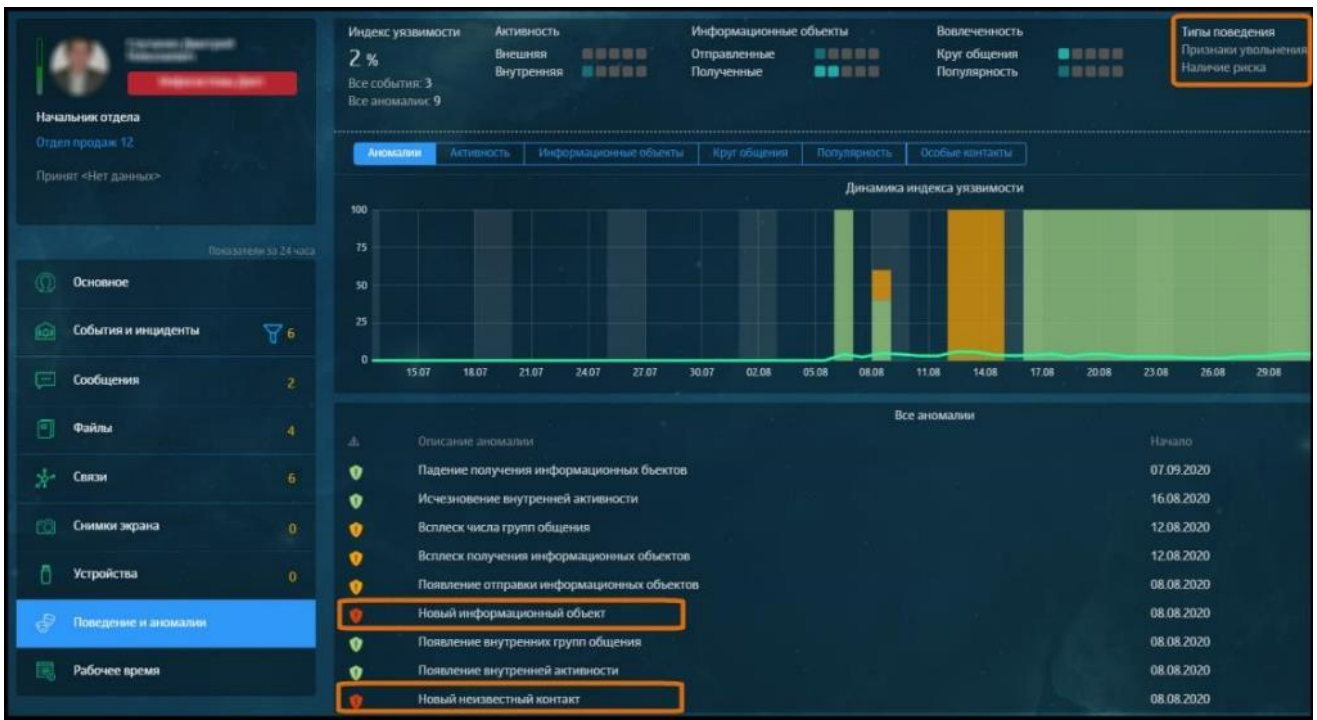 Индекс уязвимости
2 %
Все события: 3
Все аномалии: 9
Активность
Внешняя
Внутренняя
Информационные объекты
Отправленные
Полученные
Вовлеченность
Круг общения
Популярность
Типы поведения
Признаки увольнения
Наличие риска
Начальник отдела
Отдел продаж 12
Принят <Нет данных>
Показатели за 24 часа
Основное
События и инциденты 6
Сообщения 2
Файлы 4
Связи 6
Снимки экрана 0
Устройства 0
Поведение и аномалии
Рабочее время
Аномалии Активность Информационные объекты Круг общения Популярность Особые контакты
Динамика индекса уязвимости
100
75
50
25
0
15.07 18.07 21.07 24.07 27.07 30.07 02.08 05.08 08.08 11.08 14.08 17.08 20.08 23.08 26.08 29.08
Все аномалии
Описание аномалии Начало
Падение получения информационных бьектов 07.09.2020
Исчезновение внутренней активности 16.08.2020
Всплеск числа групп общения 12.08.2020
Всплеск получения информационных объектов 12.08.2020
Появление отправки информационных объектов 08.08.2020
Новый информационный объект 08.08.2020
Появление внутренних групп общения 08.08.2020
Появление внутренней активности 08.08.2020
Новый неизвестный контакт 08.08.2020